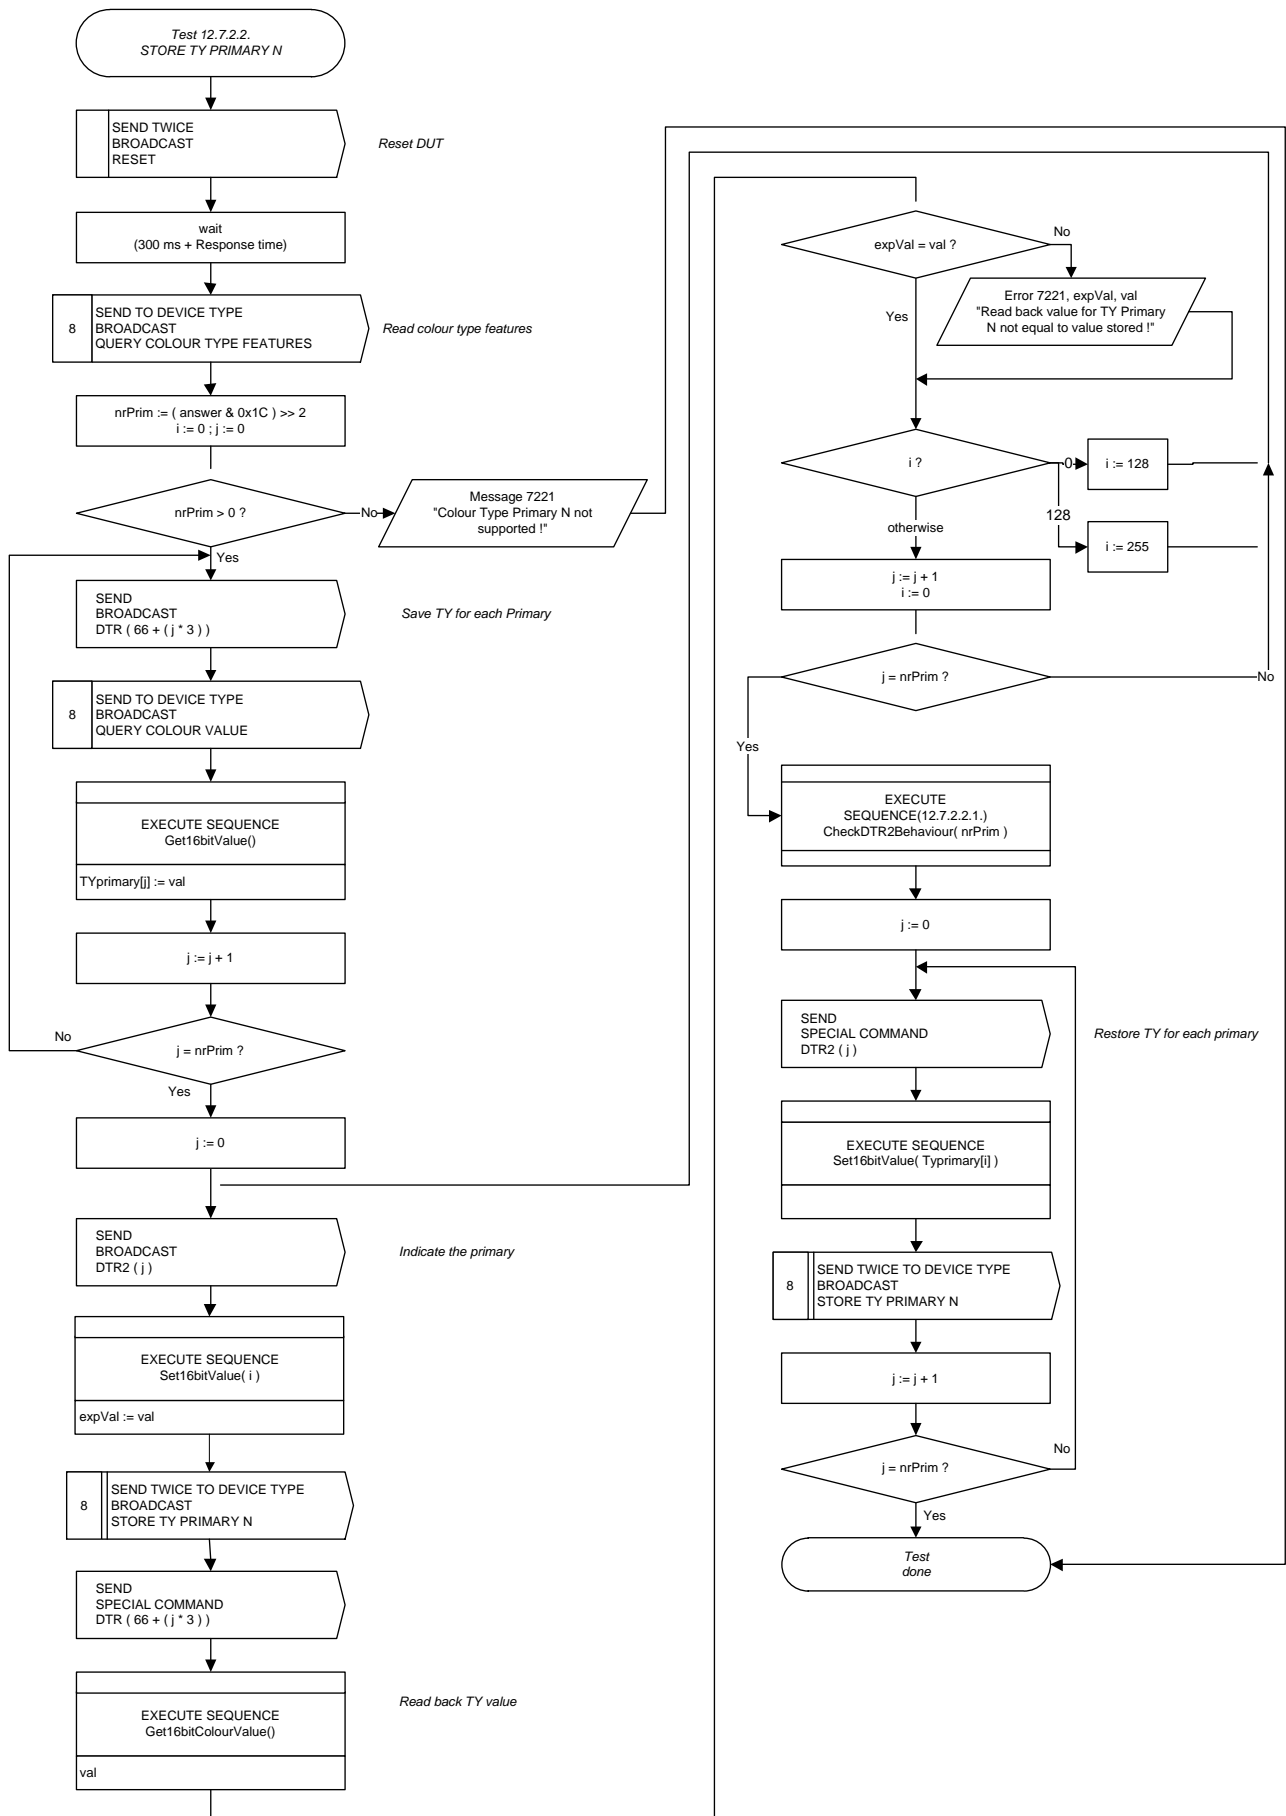 Test 12.7.2.2.
STORE TY PRIMARY N
SEND TWICE
BROADCAST
RESET
Reset DUT
wait
(300 ms + Response time)
8
SEND TO DEVICE TYPE
BROADCAST
QUERY COLOUR TYPE FEATURES
Read colour type features
nrPrim := ( answer & 0x1C ) >> 2
i := 0 ; j := 0
nrPrim > 0 ?
No
Message 7221
"Colour Type Primary N not
supported !"
Yes
SEND
BROADCAST
DTR ( 66 + ( j * 3 ) )
Save TY for each Primary
8
SEND TO DEVICE TYPE
BROADCAST
QUERY COLOUR VALUE
EXECUTE SEQUENCE
Get16bitValue()
TYprimary[j] := val
j := j + 1
j = nrPrim ?
No
Yes
j := 0
SEND
BROADCAST
DTR2 ( j )
Indicate the primary
EXECUTE SEQUENCE
Set16bitValue( i )
expVal := val
8
SEND TWICE TO DEVICE TYPE
BROADCAST
STORE TY PRIMARY N
SEND
SPECIAL COMMAND
DTR ( 66 + ( j * 3 ) )
EXECUTE SEQUENCE
Get16bitColourValue()
val
Read back TY value
expVal = val ?
No
Error 7221, expVal, val
"Read back value for TY Primary
N not equal to value stored !"
Yes
i ?
0
i := 128
128
i := 255
otherwise
j := j + 1
i := 0
j = nrPrim ?
No
Yes
EXECUTE
SEQUENCE(12.7.2.2.1.)
CheckDTR2Behaviour( nrPrim )
j := 0
SEND
SPECIAL COMMAND
DTR2 ( j )
Restore TY for each primary
EXECUTE SEQUENCE
Set16bitValue( Typrimary[i] )
8
SEND TWICE TO DEVICE TYPE
BROADCAST
STORE TY PRIMARY N
j := j + 1
j = nrPrim ?
No
Yes
Test
done